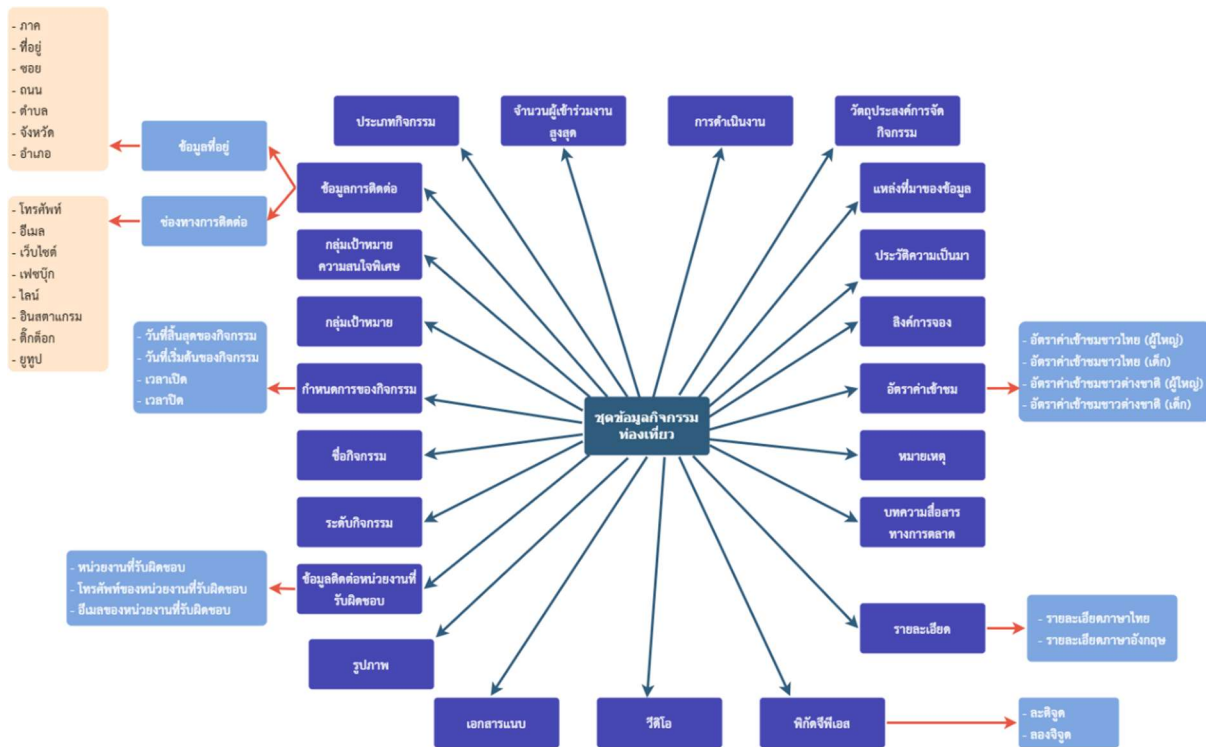 - ภาค
- ที่อยู่
- ซอย
- ถนน
- ตำบล
- จังหวัด
- อำเภอ
ข้อมูลที่อยู่
- โทรศัพท์
- อีเมล
- เว็บไซต์
- เฟซบุ๊ก
- ไลน์
- อินสตาแกรม
- ติ๊กต็อก
- ยูทูป
ช่องทางการติดต่อ
ประเภทกิจกรรม
จำนวนผู้เข้าร่วมงาน
สูงสุด
การดำเนินงาน
วัตถุประสงค์การจัด
กิจกรรม
ข้อมูลการติดต่อ
แหล่งที่มาของข้อมูล
กลุ่มเป้าหมาย
ความสนใจพิเศษ
ประวัติความเป็นมา
กลุ่มเป้าหมาย
ลิงค์การจอง
- วันที่สิ้นสุดของกิจกรรม
- วันที่เริ่มต้นของกิจกรรม
- เวลาเปิด
- เวลาปิด
กำหนดการของกิจกรรม
อัตราค่าเข้าชม
- อัตราค่าเข้าชมชาวไทย (ผู้ใหญ่)
- อัตราค่าเข้าชมชาวไทย (เด็ก)
- อัตราค่าเข้าชมชาวต่างชาติ (ผู้ใหญ่)
- อัตราค่าเข้าชมชาวต่างชาติ (เด็ก)
ชุดข้อมูลกิจกรรม
ท่องเที่ยว
ชื่อกิจกรรม
หมายเหตุ
ระดับกิจกรรม
บทความสื่อสาร
ทางการตลาด
- หน่วยงานที่รับผิดชอบ
- โทรศัพท์ของหน่วยงานที่รับผิดชอบ
- อีเมลของหน่วยงานที่รับผิดชอบ
ข้อมูลติดต่อหน่วยงานที่
รับผิดชอบ
รายละเอียด
- รายละเอียดภาษาไทย
- รายละเอียดภาษาอังกฤษ
รูปภาพ
เอกสารแนบ
วีดิโอ
พิกัดจีพีเอส
- ละติจูด
- ลองจิจูด